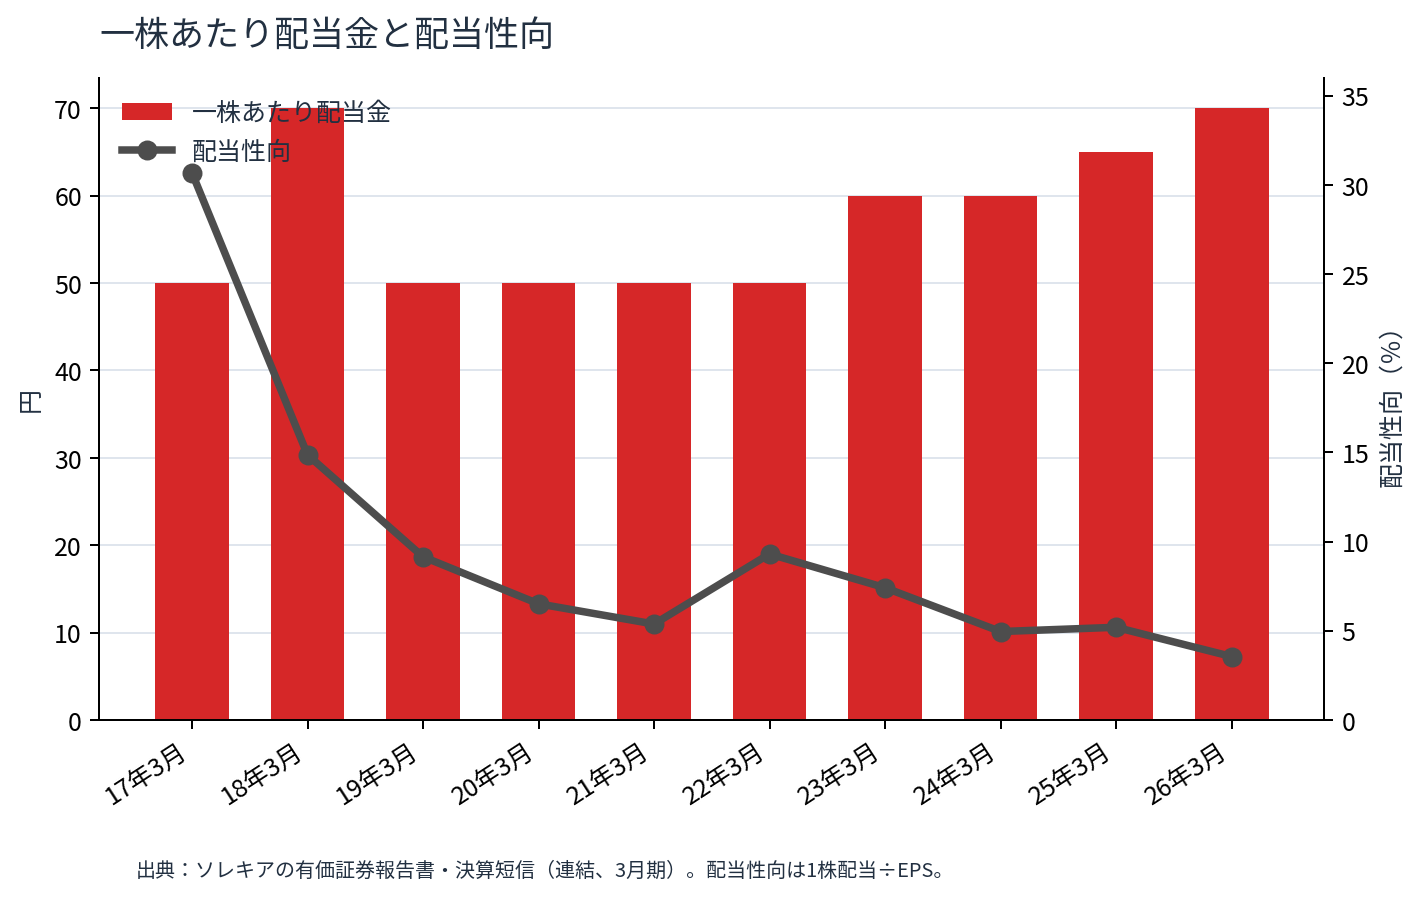 一株あたり配当金と配当性向
一株あたり配当金
配当性向
70
60
50
40
30
20
10
0
円
35
30
25
20
15
10
5
0
配当性向（%）
17年3月
18年3月
19年3月
20年3月
21年3月
22年3月
23年3月
24年3月
25年3月
26年3月
出典：ソレキアの有価証券報告書・決算短信（連結、3月期）。配当性向は1株配当÷EPS。